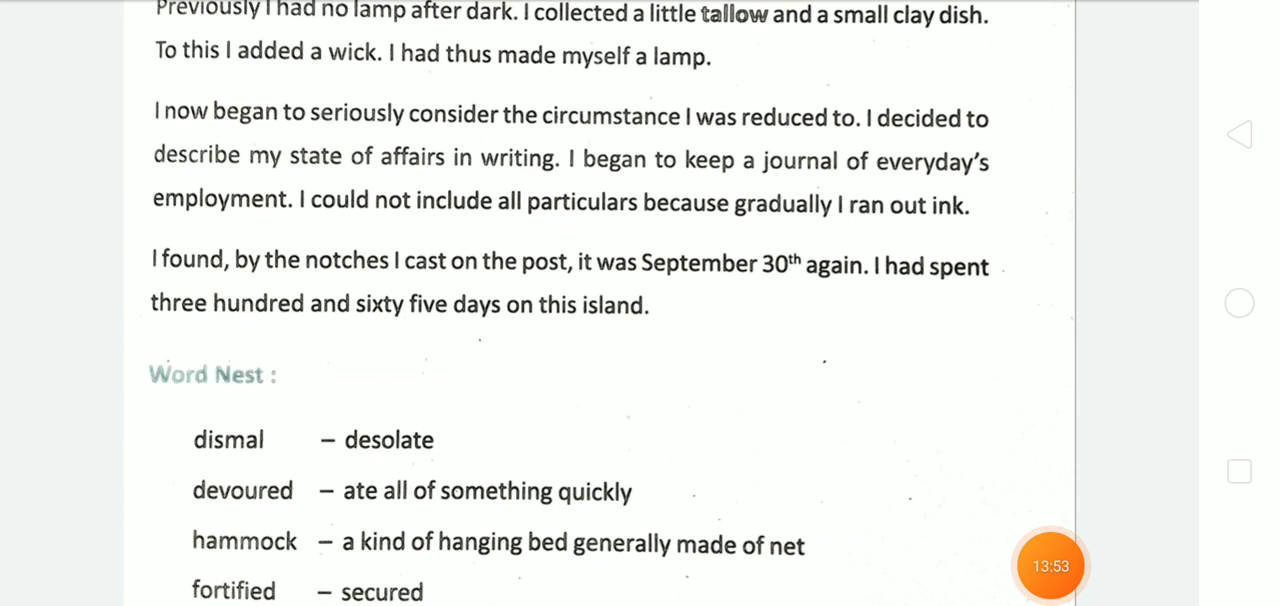 Previously I had no lamp after dark. I collected a little tallow and a small clay dish.
To this I added a wick. I had thus made myself a lamp.
I now began to seriously consider the circumstance I was reduced to. I decided to
describe my state of affairs in writing. I began to keep a journal of everyday's
employment. I could not include all particulars because gradually I ran out ink.
I found, by the notches I cast on the post, it was September 30th again. I had spent
three hundred and sixty five days on this island.
Word Nest :
dismal – desolate
devoured – ate all of something quickly
hammock – a kind of hanging bed generally made of net
fortified – secured
13:53